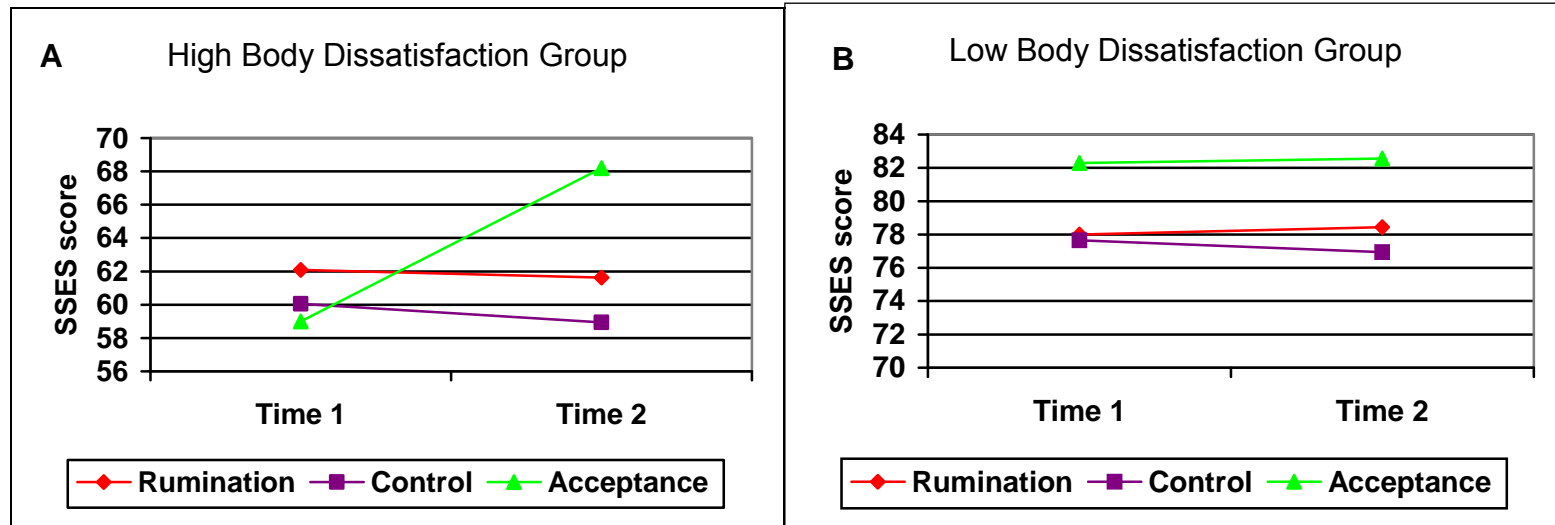 A
High Body Dissatisfaction Group
SSES score
70
68
66
64
62
60
58
56
Time 1 Time 2
Rumination Control Acceptance
B
Low Body Dissatisfaction Group
SSES score
84
82
80
78
76
74
72
70
Time 1 Time 2
Rumination Control Acceptance